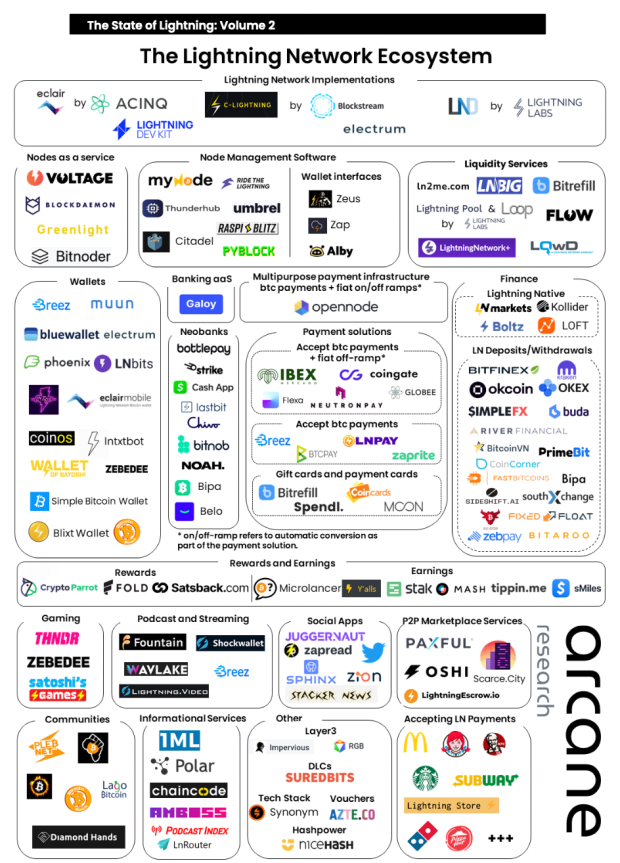 The State of Lightning: Volume 2
The Lightning Network Ecosystem
Lightning Network Implementations
eclair by ACINQ
C-LIGHTNING by Blockstream
LND by LIGHTNING LABS
LIGHTNING DEV KIT
electrum
Nodes as a service
VOLTAGE
BLOCKDAEMON
Greenlight
Bitnoder
Node Management Software
myNode
RIDE THE LIGHTNING
Thunderhub
umbrel
Citadel
RASPIBLITZ
PYBLOCK
Wallet interfaces
Zeus
Zap
Alby
Liquidity Services
ln2me.com
LNBIG
Bitrefill
Lightning Pool & Loop
by LIGHTNING LABS
FLOW
LightningNetwork+
LQwD
Wallets
Breez
muun
bluewallet
electrum
phoenix
LNbits
eclairmobile
coinos
lntxtbot
WALLET OF SATOSHI
ZEBEDEE
Simple Bitcoin Wallet
Blixt Wallet
Banking aaS
Galoy
Neobanks
bottlepay
strike
Cash App
lastbit
Chivo
bitnob
NOAH.
Bipa
Belo
Multipurpose payment infrastructure
btc payments + fiat on/off ramps*
opennode
Payment solutions
Accept btc payments
+ fiat off-ramp*
IBEX
MERCADO
coingate
Flexa
NEUTRONPAY
GLOBEE
Accept btc payments
Breez
LNPAY
BTCPAY
zaprite
Gift cards and payment cards
Bitrefill
Coincards
Spendl.
MOON
* on/off-ramp refers to automatic conversion as
part of the payment solution.
Finance
Lightning Native
LN markets
Kollider
Boltz
LOFT
LN Deposits/Withdrawals
BITFINEX
KRAKEN
okcoin
OKEX
SIMPLEFX
buda
RIVER FINANCIAL
BitcoinVN
PrimeBit
CoinCorner
FASTBITCOINS
Bipa
SIDESHIFT.AI
southXchange
FIXED FLOAT
zebpay
BITAROO
Rewards and Earnings
Rewards
Earnings
CryptoParrot
FOLD
Satsback.com
Microlancer
Y'alls
stak
MASH
tippin.me
sMiles
Gaming
THNDR
ZEBEDEE
satoshi's
GAMES
Podcast and Streaming
Fountain
Shockwallet
WAVLAKE
Breez
LIGHTNING.VIDEO
Social Apps
JUGGERNAUT
zapread
SPHINX
ZION
STACKER NEWS
P2P Marketplace Services
PAXFUL
OSHI
Scarce.City
LightningEscrow.io
arcane
research
Communities
PLEB NET
Lago Bitcoin
Diamond Hands
Informational Services
1ML
Polar
chaincode
AMBOSS
PODCAST INDEX
LnRouter
Other
Layer3
Impervious
RGB
DLCs
SUREDBITS
Tech Stack
Vouchers
Synonym
AZTE.CO
Hashpower
NICEHASH
Accepting LN Payments
SUBWAY
Lightning Store
+++